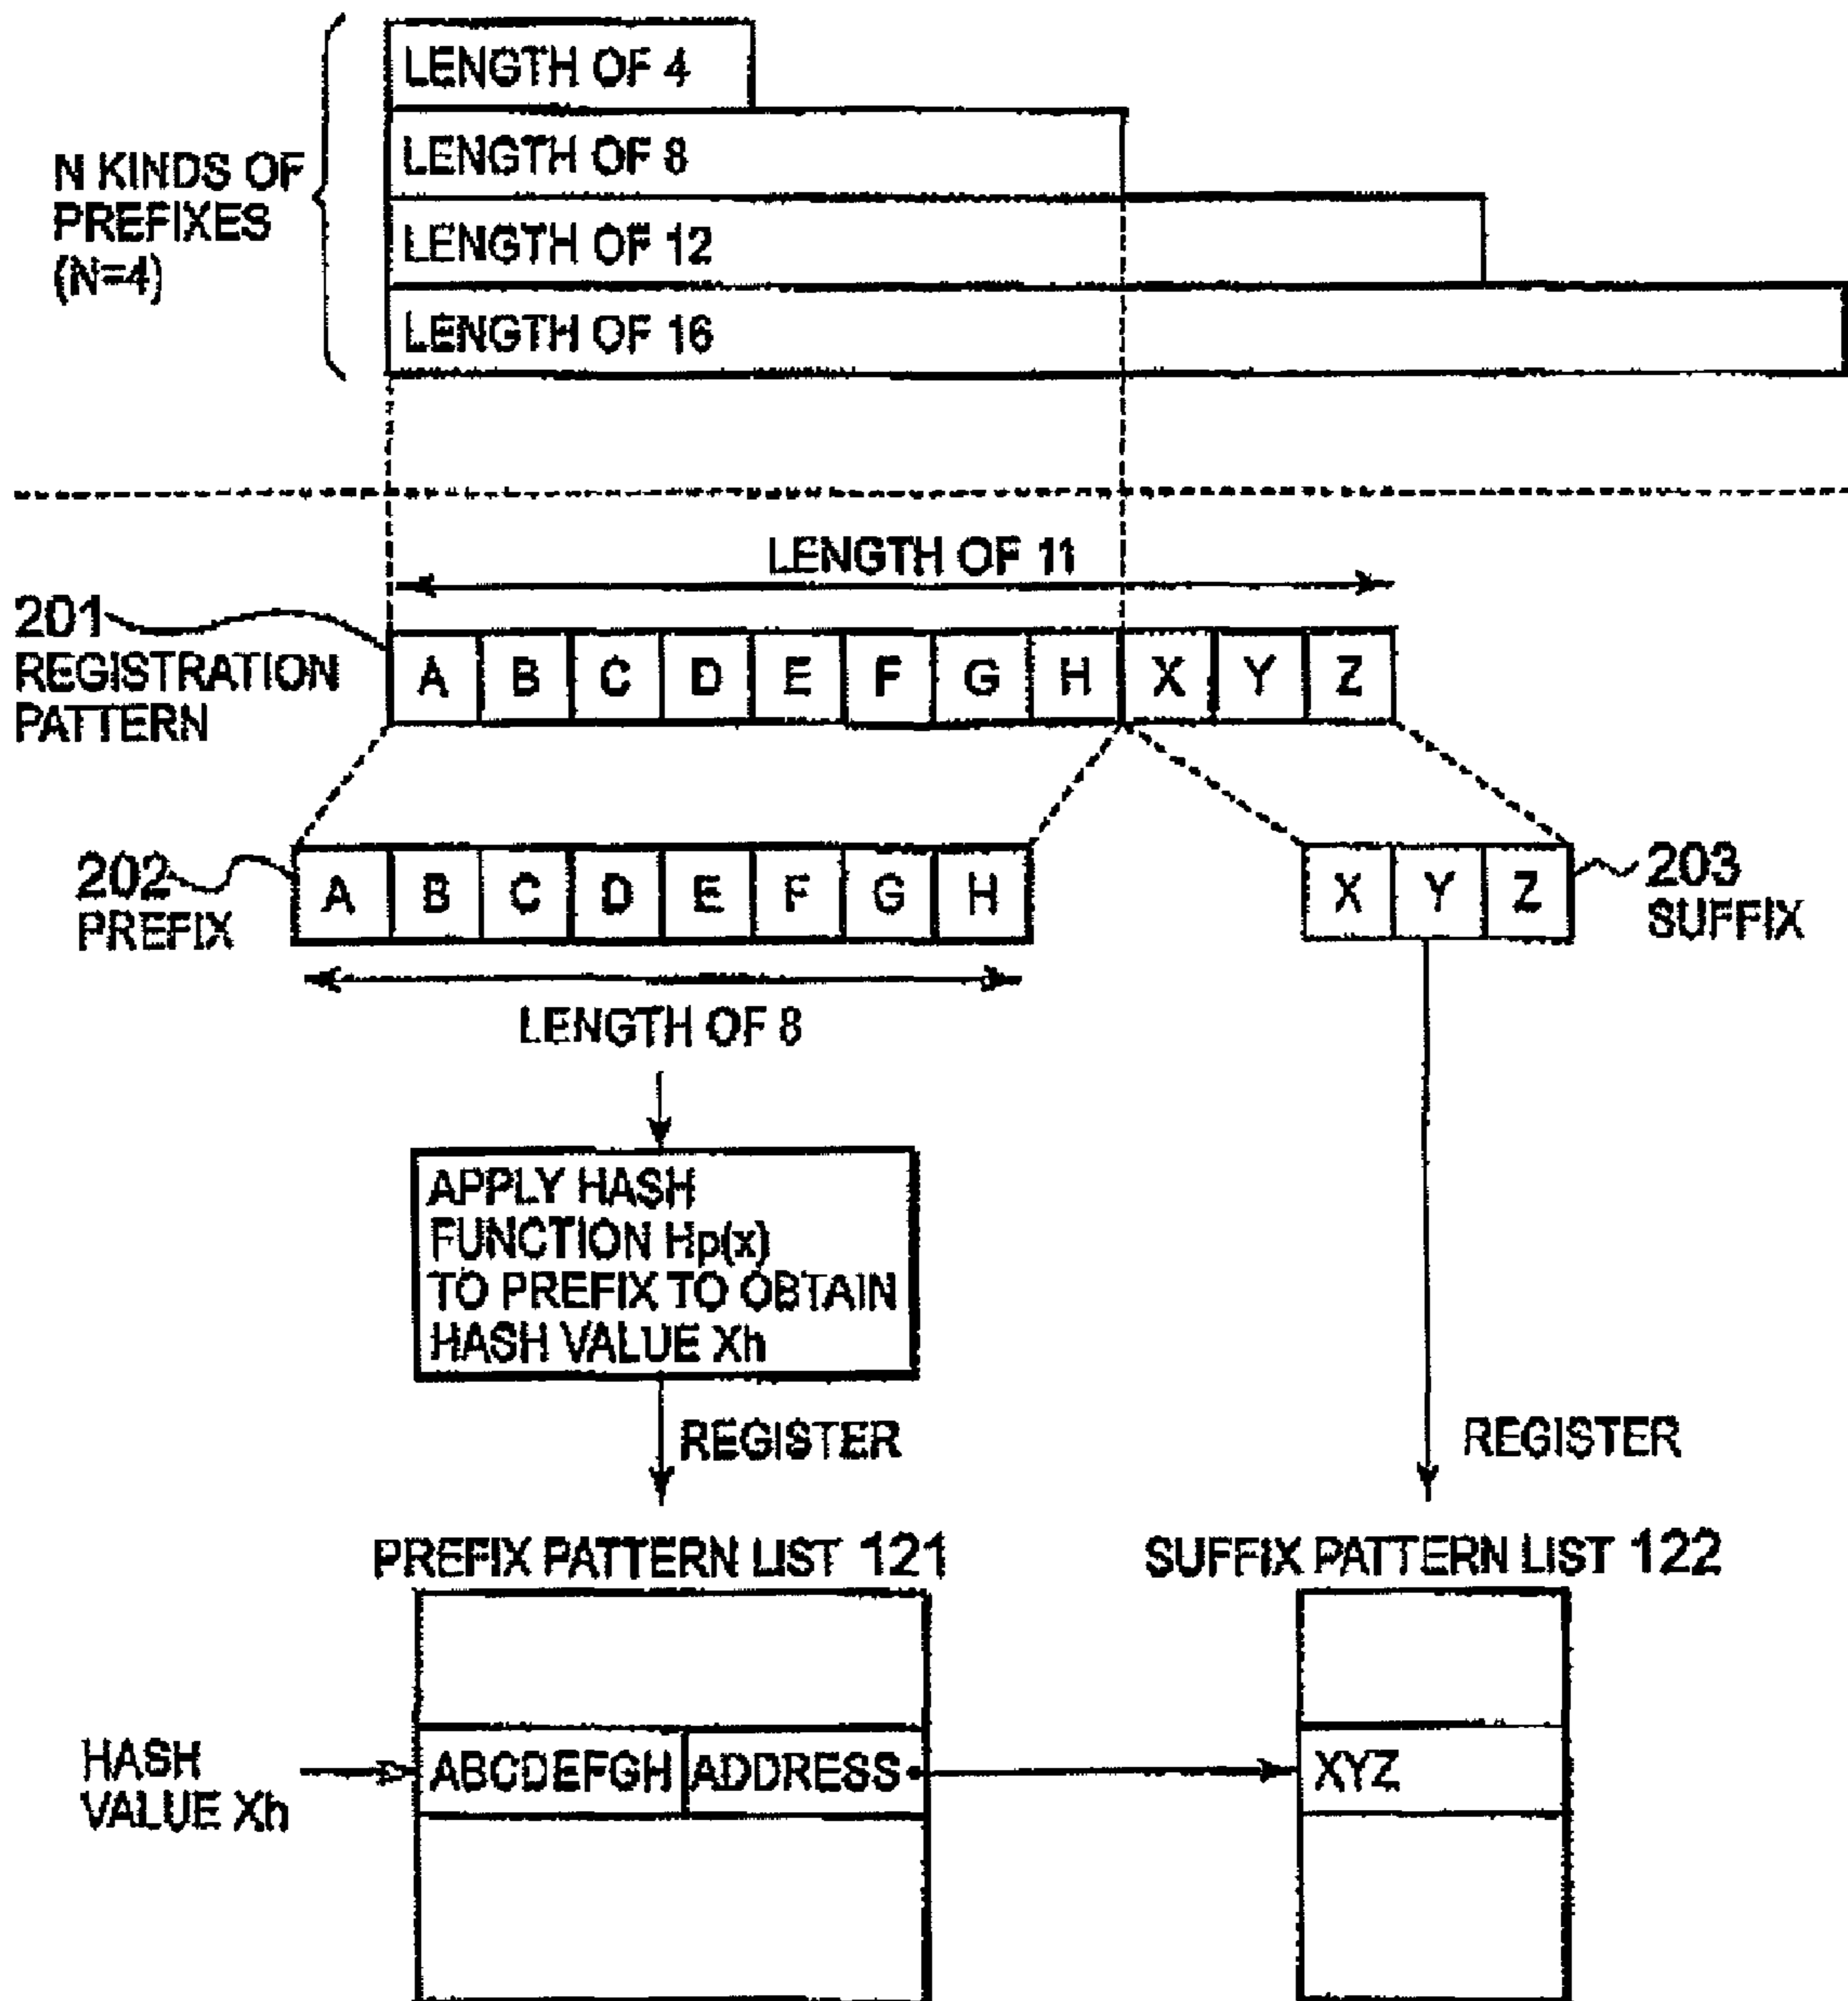 LENGTH OF 4
LENGTH OF 8
LENGTH OF 12
LENGTH OF 16
N KINDS OF
PREFIXES
(N=4)
LENGTH OF 11
201
REGISTRATION
PATTERN
A B C D E F G H X Y Z
202
PREFIX
A B C D E F G H
X Y Z
203
SUFFIX
LENGTH OF 8
APPLY HASH
FUNCTION Hp(x)
TO PREFIX TO OBTAIN
HASH VALUE Xh
REGISTER
REGISTER
PREFIX PATTERN LIST 121
SUFFIX PATTERN LIST 122
HASH
VALUE Xh
ABCDEFGH ADDRESS
XYZ